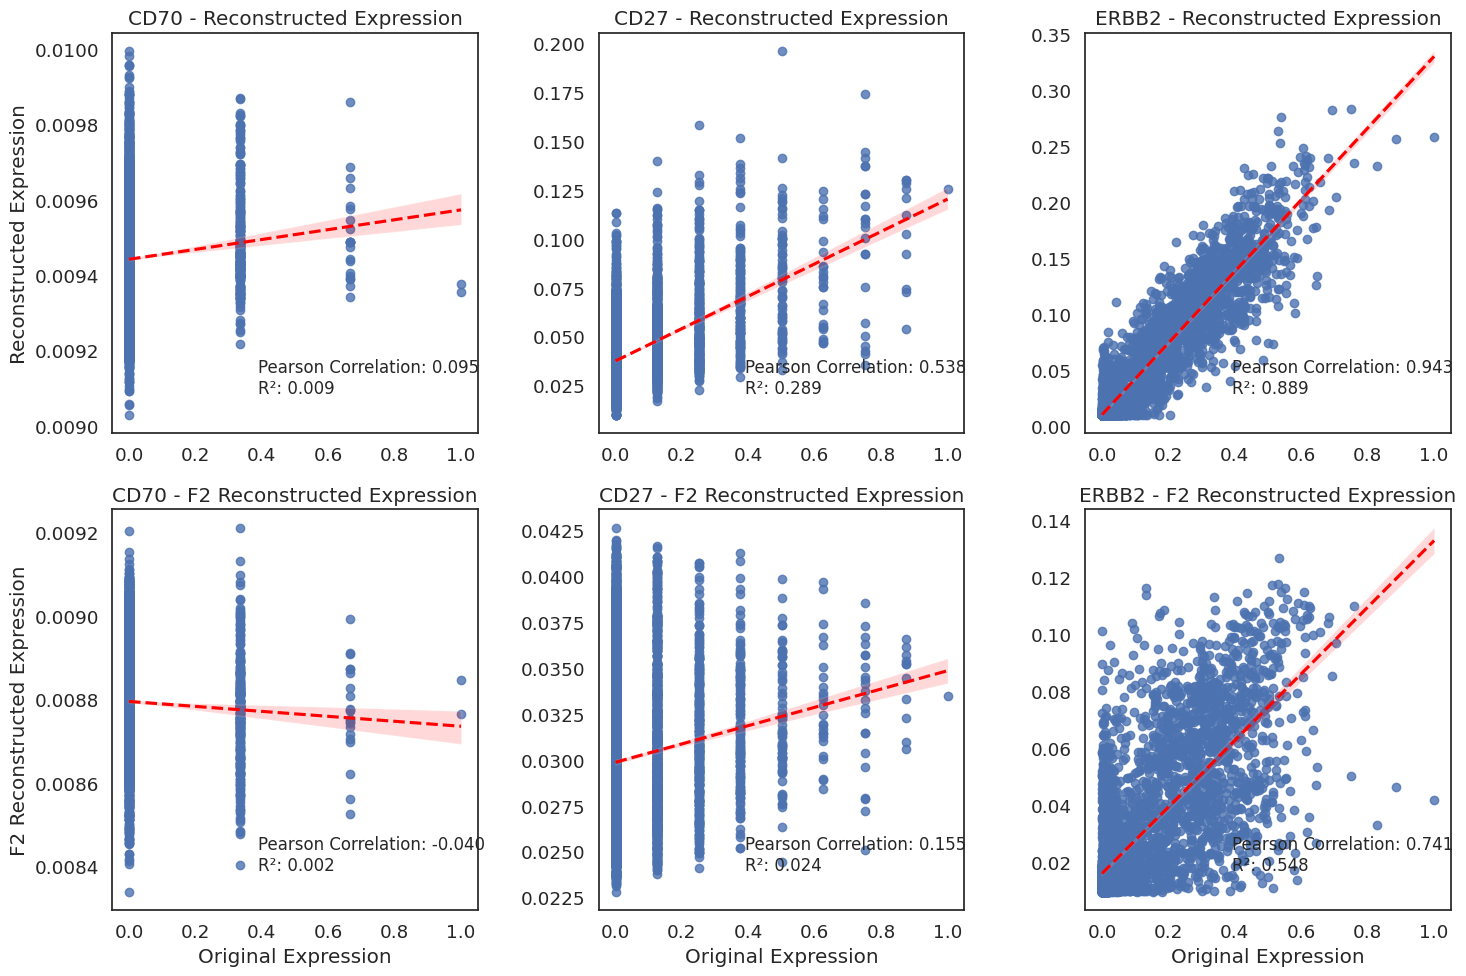 CD70 - Reconstructed Expression
CD27 - Reconstructed Expression
ERBB2 - Reconstructed Expression
Reconstructed Expression
0.0100
0.0098
0.0096
0.0094
0.0092
0.0090
Pearson Correlation: 0.095
R²: 0.009
0.0 0.2 0.4 0.6 0.8 1.0
0.200
0.175
0.150
0.125
0.100
0.075
0.050
0.025
Pearson Correlation: 0.538
R²: 0.289
0.0 0.2 0.4 0.6 0.8 1.0
0.35
0.30
0.25
0.20
0.15
0.10
0.05
0.00
Pearson Correlation: 0.943
R²: 0.889
0.0 0.2 0.4 0.6 0.8 1.0
CD70 - F2 Reconstructed Expression
CD27 - F2 Reconstructed Expression
ERBB2 - F2 Reconstructed Expression
F2 Reconstructed Expression
0.0092
0.0090
0.0088
0.0086
0.0084
Pearson Correlation: -0.040
R²: 0.002
0.0 0.2 0.4 0.6 0.8 1.0
Original Expression
0.0425
0.0400
0.0375
0.0350
0.0325
0.0300
0.0275
0.0250
0.0225
Pearson Correlation: 0.155
R²: 0.024
0.0 0.2 0.4 0.6 0.8 1.0
Original Expression
0.14
0.12
0.10
0.08
0.06
0.04
0.02
Pearson Correlation: 0.741
R²: 0.548
0.0 0.2 0.4 0.6 0.8 1.0
Original Expression